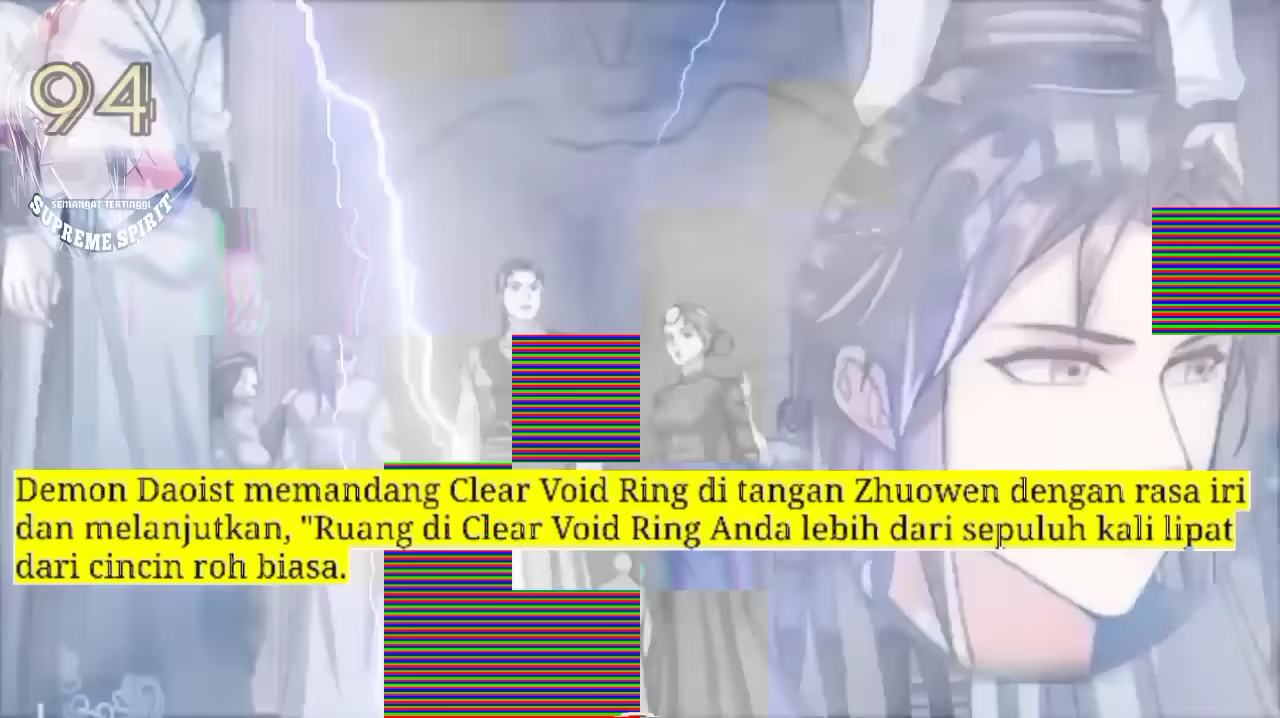 94
SEMANGAT TERTINGGI
SUPREME SPIRIT
Demon Daoist memandang Clear Void Ring di tangan Zhuowen dengan rasa iri
dan melanjutkan, "Ruang di Clear Void Ring Anda lebih dari sepuluh kali lipat
dari cincin roh biasa.